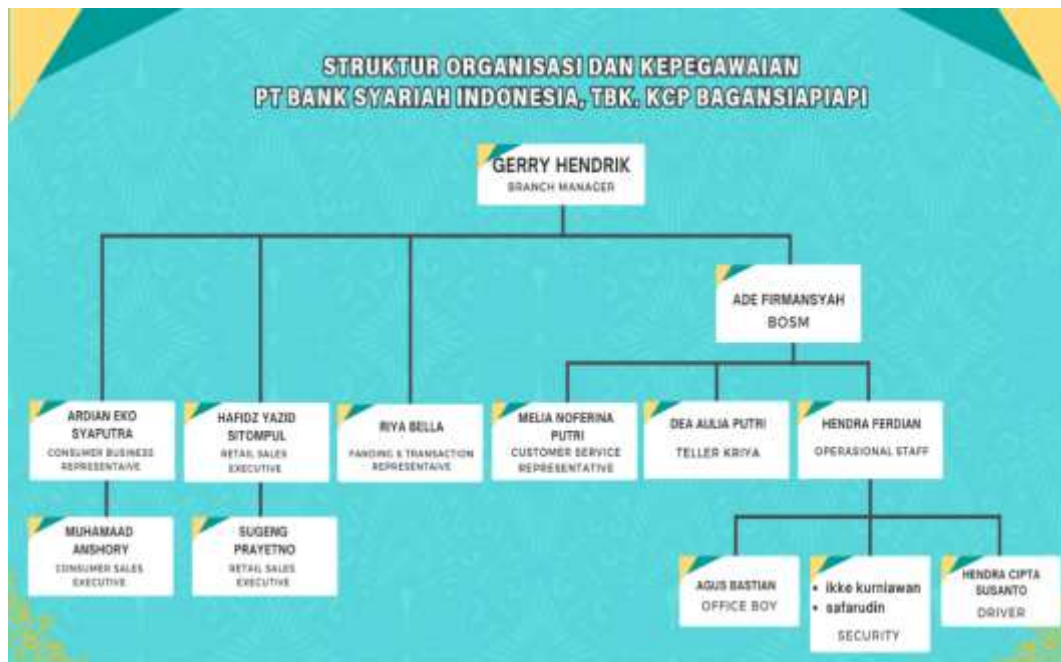 STRUKTUR ORGANISASI DAN KEPEGAWAIAN
PT BANK SYARIAH INDONESIA, TBK. KCP BAGANSIAPIAPI
GERRY HENDRIK
BRANCH MANAGER
ADE FIRMANSYAH
BOSM
ARDIAN EKO
SYAPUTRA
CONSUMER BUSINESS
REPRESENTAIVE
HAFIDZ YAZID
SITOMPUL
RETAIL SALES
EXECUTIVE
RIYA BELLA
FANDING & TRANSACTION
REPRESENTAIVE
MELIA NOFERINA
PUTRI
CUSTOMER SERVICE
REPRESENTATIVE
DEA AULIA PUTRI
TELLER KRIYA
HENDRA FERDIAN
OPERASIONAL STAFF
MUHAMAAD
ANSHORY
CONSUMER SALES
EXECUTIVE
SUGENG
PRAYETNO
RETAIL SALES
EXECUTIVE
AGUS BASTIAN
OFFICE BOY
• ikke kurniawan
• safarudin
SECURITY
HENDRA CIPTA
SUSANTO
DRIVER